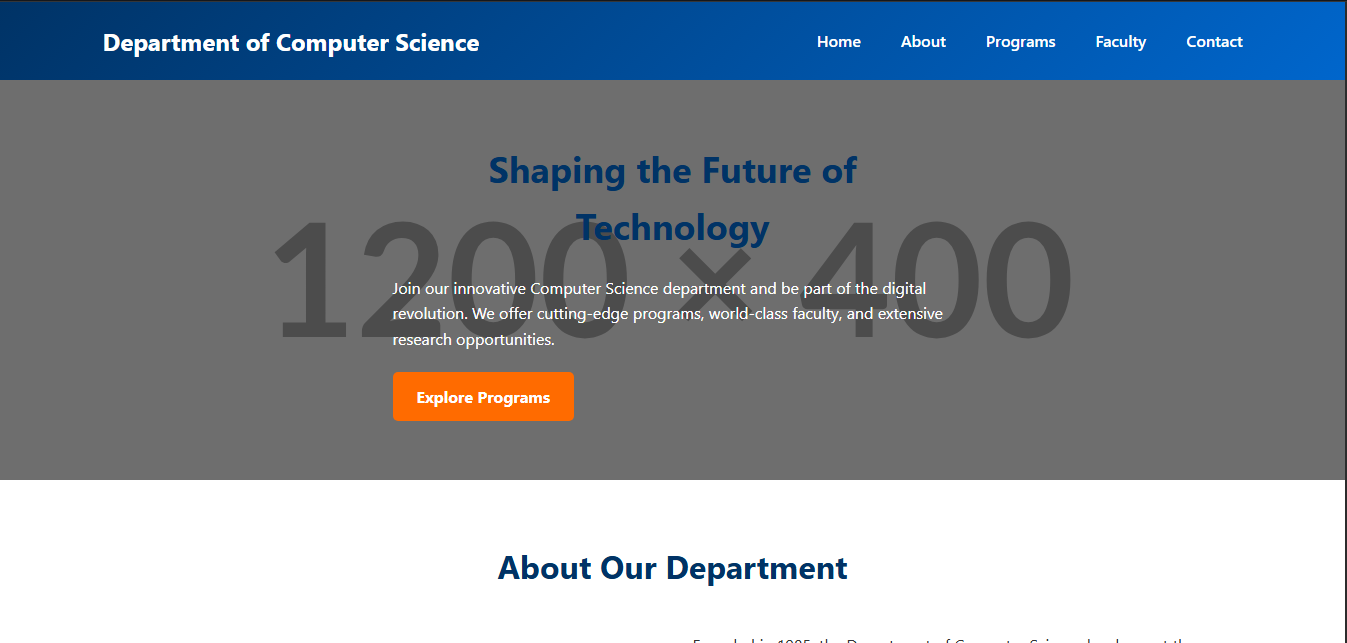 Department of Computer Science
Home About Programs Faculty Contact
Shaping the Future of
Technology
1200 × 400
Join our innovative Computer Science department and be part of the digital
revolution. We offer cutting-edge programs, world-class faculty, and extensive
research opportunities.
Explore Programs
About Our Department